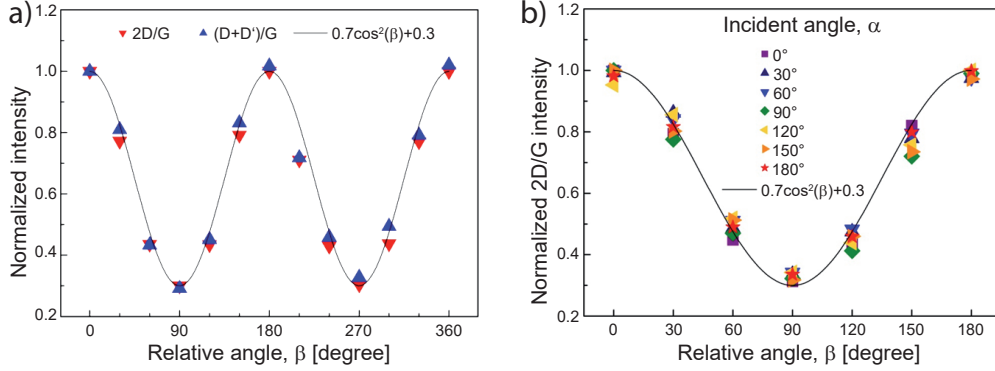 a)
2D/G (D+D')/G 0.7cos²(β)+0.3
Normalized intensity
1.2
1.0
0.8
0.6
0.4
0.2
0 90 180 270 360
Relative angle, β [degree]
b)
Incident angle, α
0°
30°
60°
90°
120°
150°
180°
0.7cos²(β)+0.3
Normalized 2D/G intensity
1.2
1.0
0.8
0.6
0.4
0.2
0 30 60 90 120 150 180
Relative angle, β [degree]